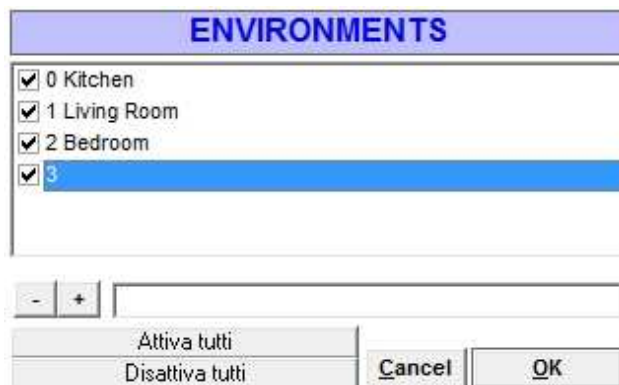 ENVIRONMENTS
0 Kitchen
1 Living Room
2 Bedroom
3
- +
Attiva tutti
Disattiva tutti
Cancel OK